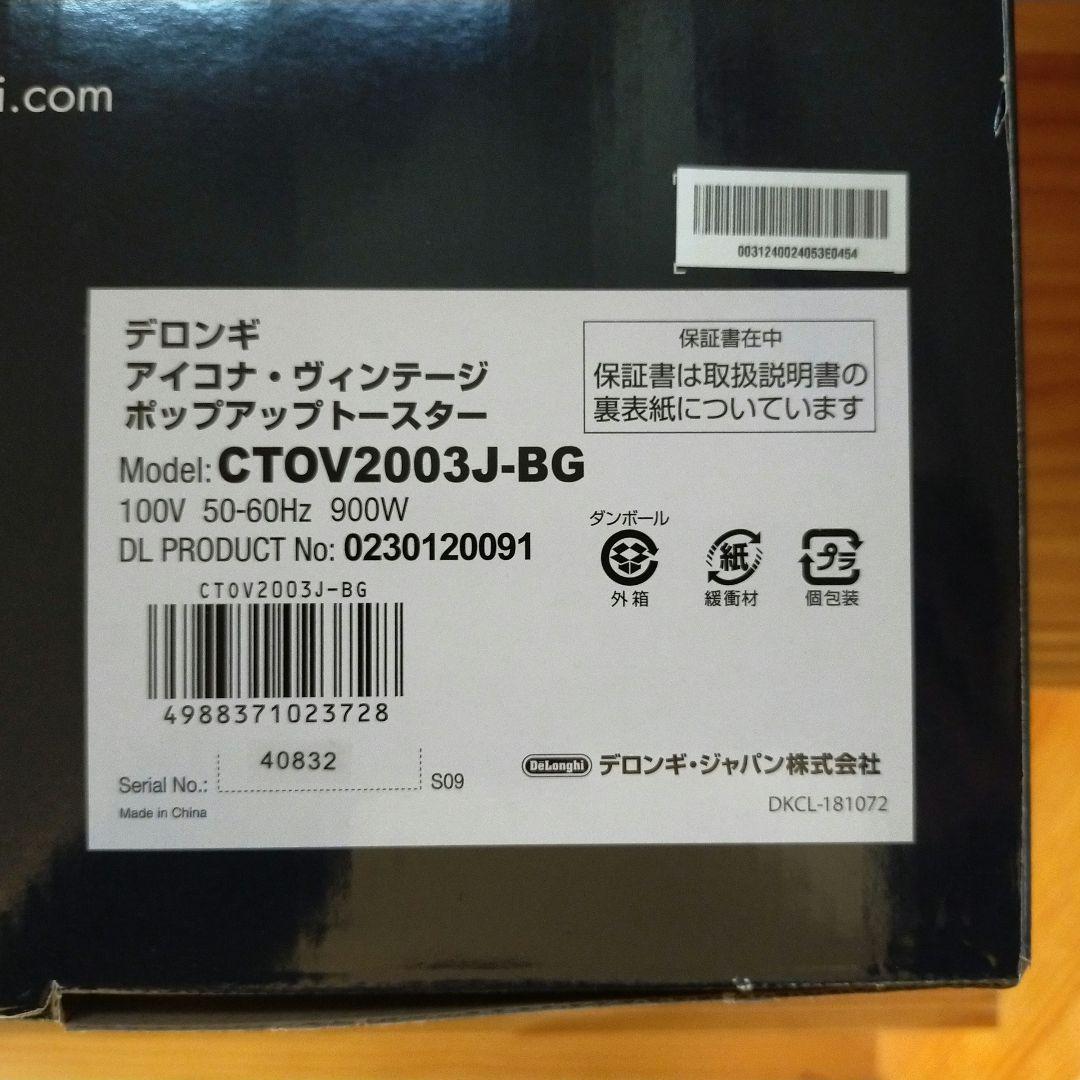 i.com
0031240024053E0454
デロンギ
アイコナ・ヴィンテージ
ポップアップトースター
Model: CTOV2003J-BG
100V 50-60Hz 900W
DL PRODUCT No: 0230120091
保証書在中
保証書は取扱説明書の
裏表紙についています
ダンボール
外箱
紙
緩衝材
プラ
個包装
CTOV2003J-BG
4988371023728
Serial No.: 40832 S09
Made in China
DeLonghi デロンギ・ジャパン株式会社
DKCL-181072